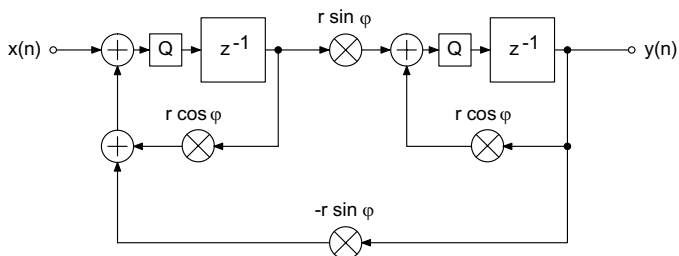 r sin φ
x(n)
Q
z-1
Q
z-1
y(n)
r cos φ
r cos φ
-r sin φ